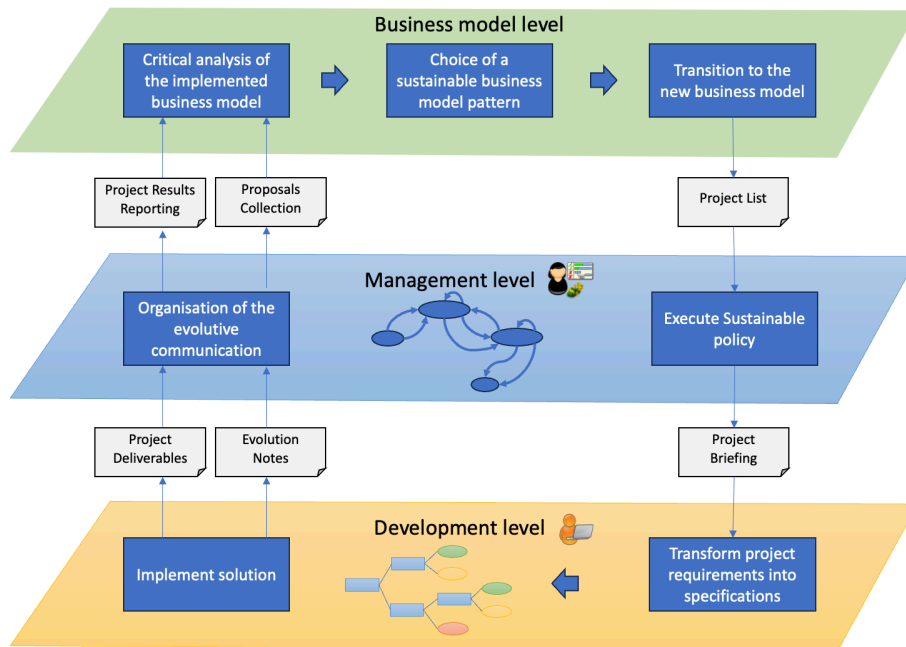 Business model level
Critical analysis of
the implemented
business model
Choice of a
sustainable business
model pattern
Transition to the
new business model
Project Results
Reporting
Proposals
Collection
Project List
Management level
Organisation of the
evolutive
communication
Execute Sustainable
policy
Project
Deliverables
Evolution
Notes
Project
Briefing
Development level
Implement solution
Transform project
requirements into
specifications